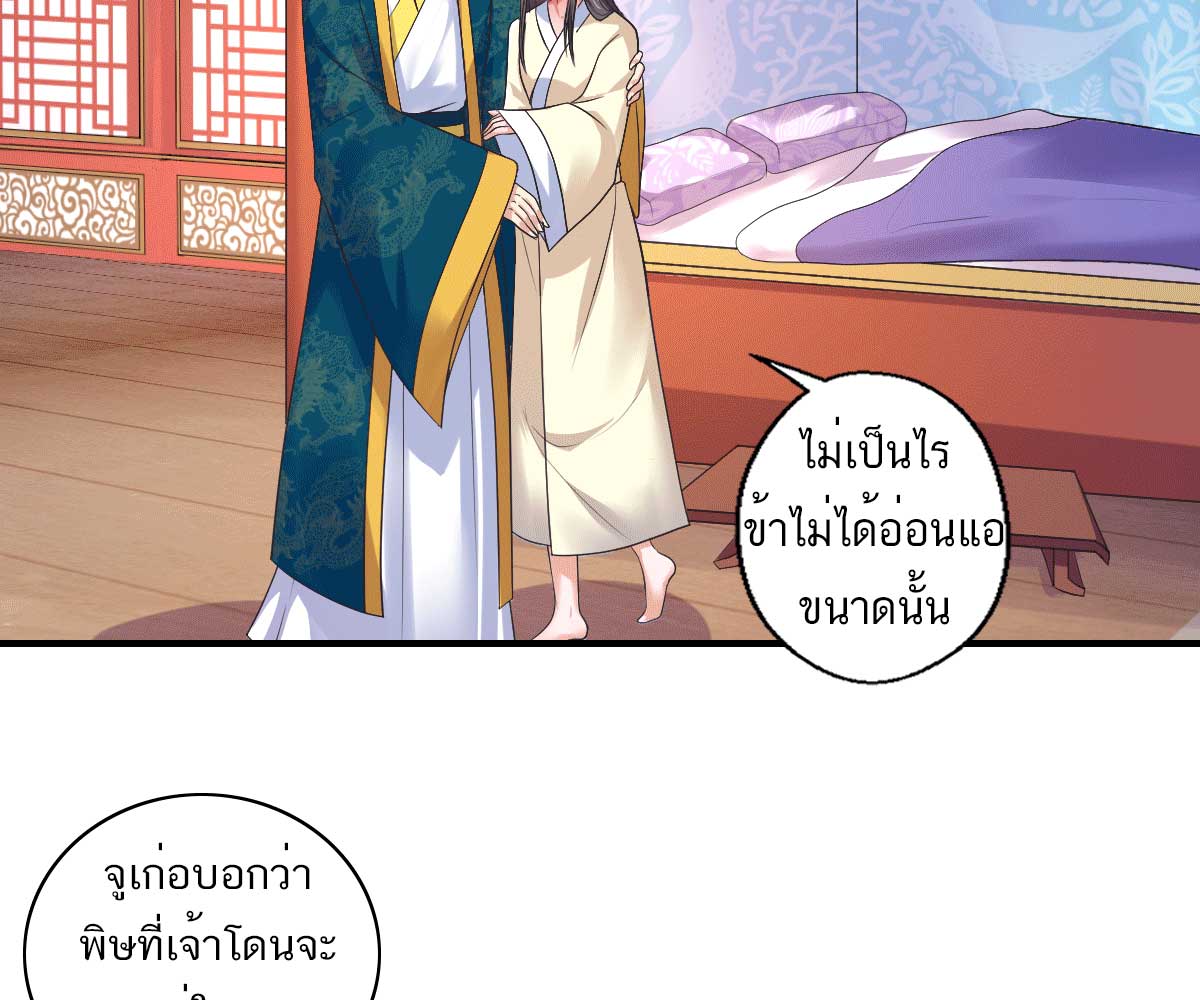 ไม่เป็นไร
ข้าไม่ได้อ่อนแอ
ขนาดนั้น
จูเก่อบอกว่า
พิษที่เจ้าโดนจะ